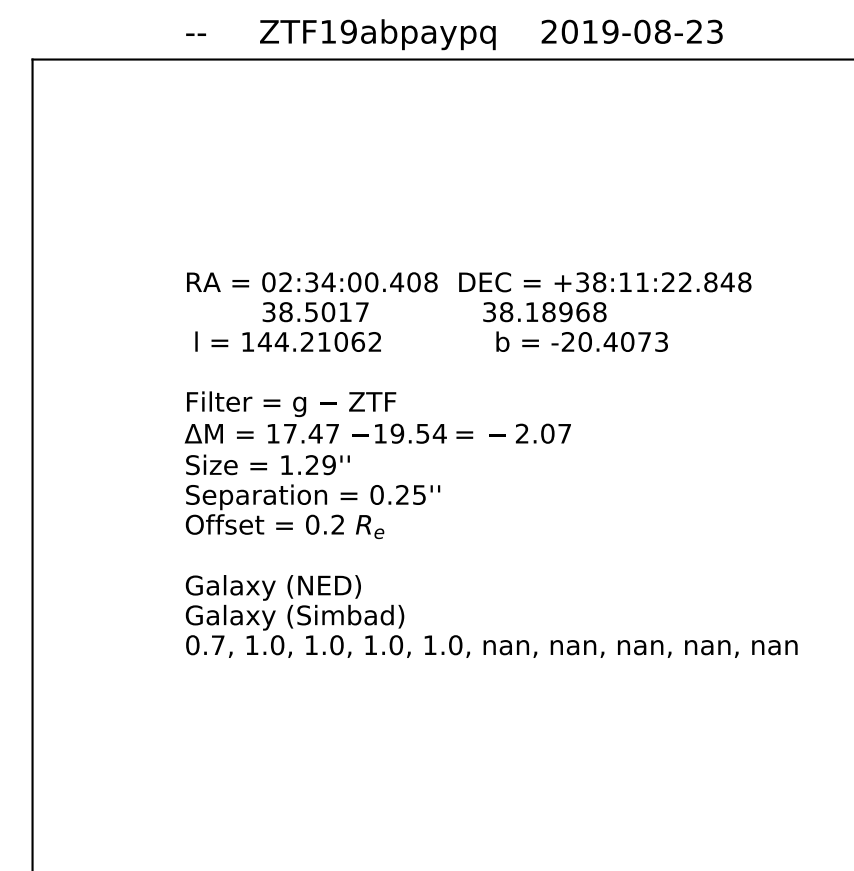 -- ZTF19abpaypq 2019-08-23
RA = 02:34:00.408 DEC = +38:11:22.848
38.5017 38.18968
l = 144.21062 b = -20.4073
Filter = g − ZTF
ΔM = 17.47 −19.54 = − 2.07
Size = 1.29''
Separation = 0.25''
Offset = 0.2 Rₑ
Galaxy (NED)
Galaxy (Simbad)
0.7, 1.0, 1.0, 1.0, 1.0, nan, nan, nan, nan, nan